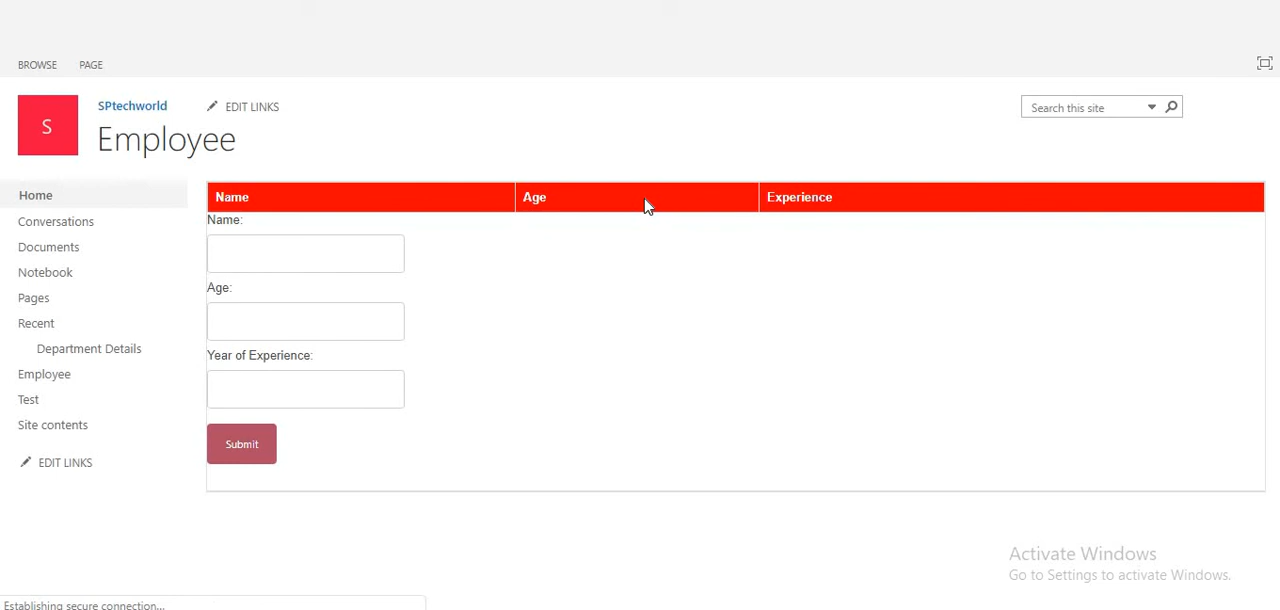 BROWSE PAGE
S
SPtechworld EDIT LINKS
Employee
Search this site
Home
Conversations
Documents
Notebook
Pages
Recent
Department Details
Employee
Test
Site contents
EDIT LINKS
Name Age Experience
Name:
Age:
Year of Experience:
Submit
Activate Windows
Go to Settings to activate Windows.
Establishing secure connection...